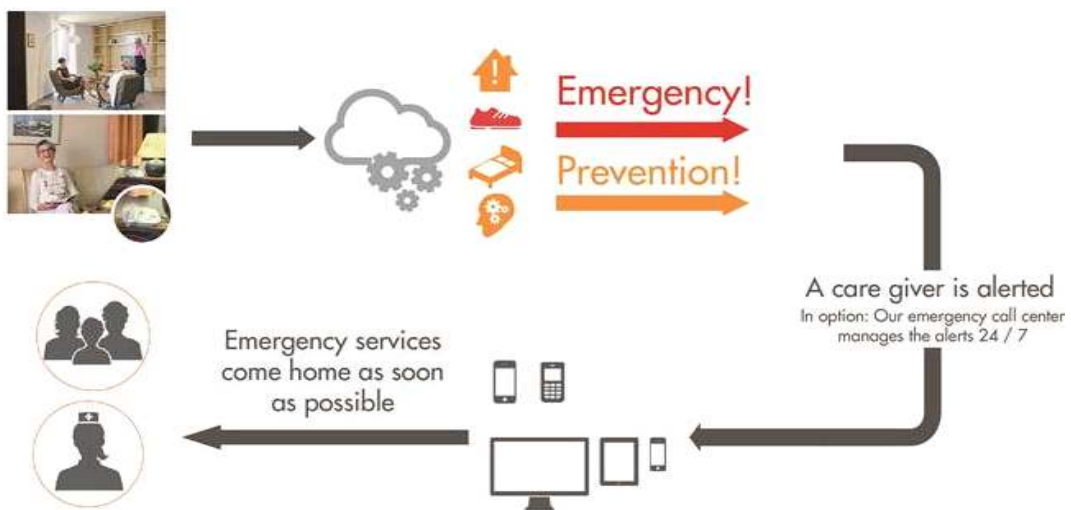 Emergency!
Prevention!
A care giver is alerted
In option: Our emergency call center
manages the alerts 24 / 7
Emergency services
come home as soon
as possible